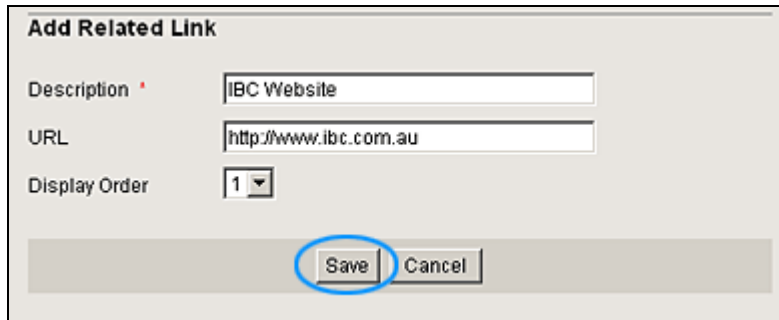 Add Related Link
Description * IBC Website
URL http://www.ibc.com.au
Display Order 1
Save Cancel